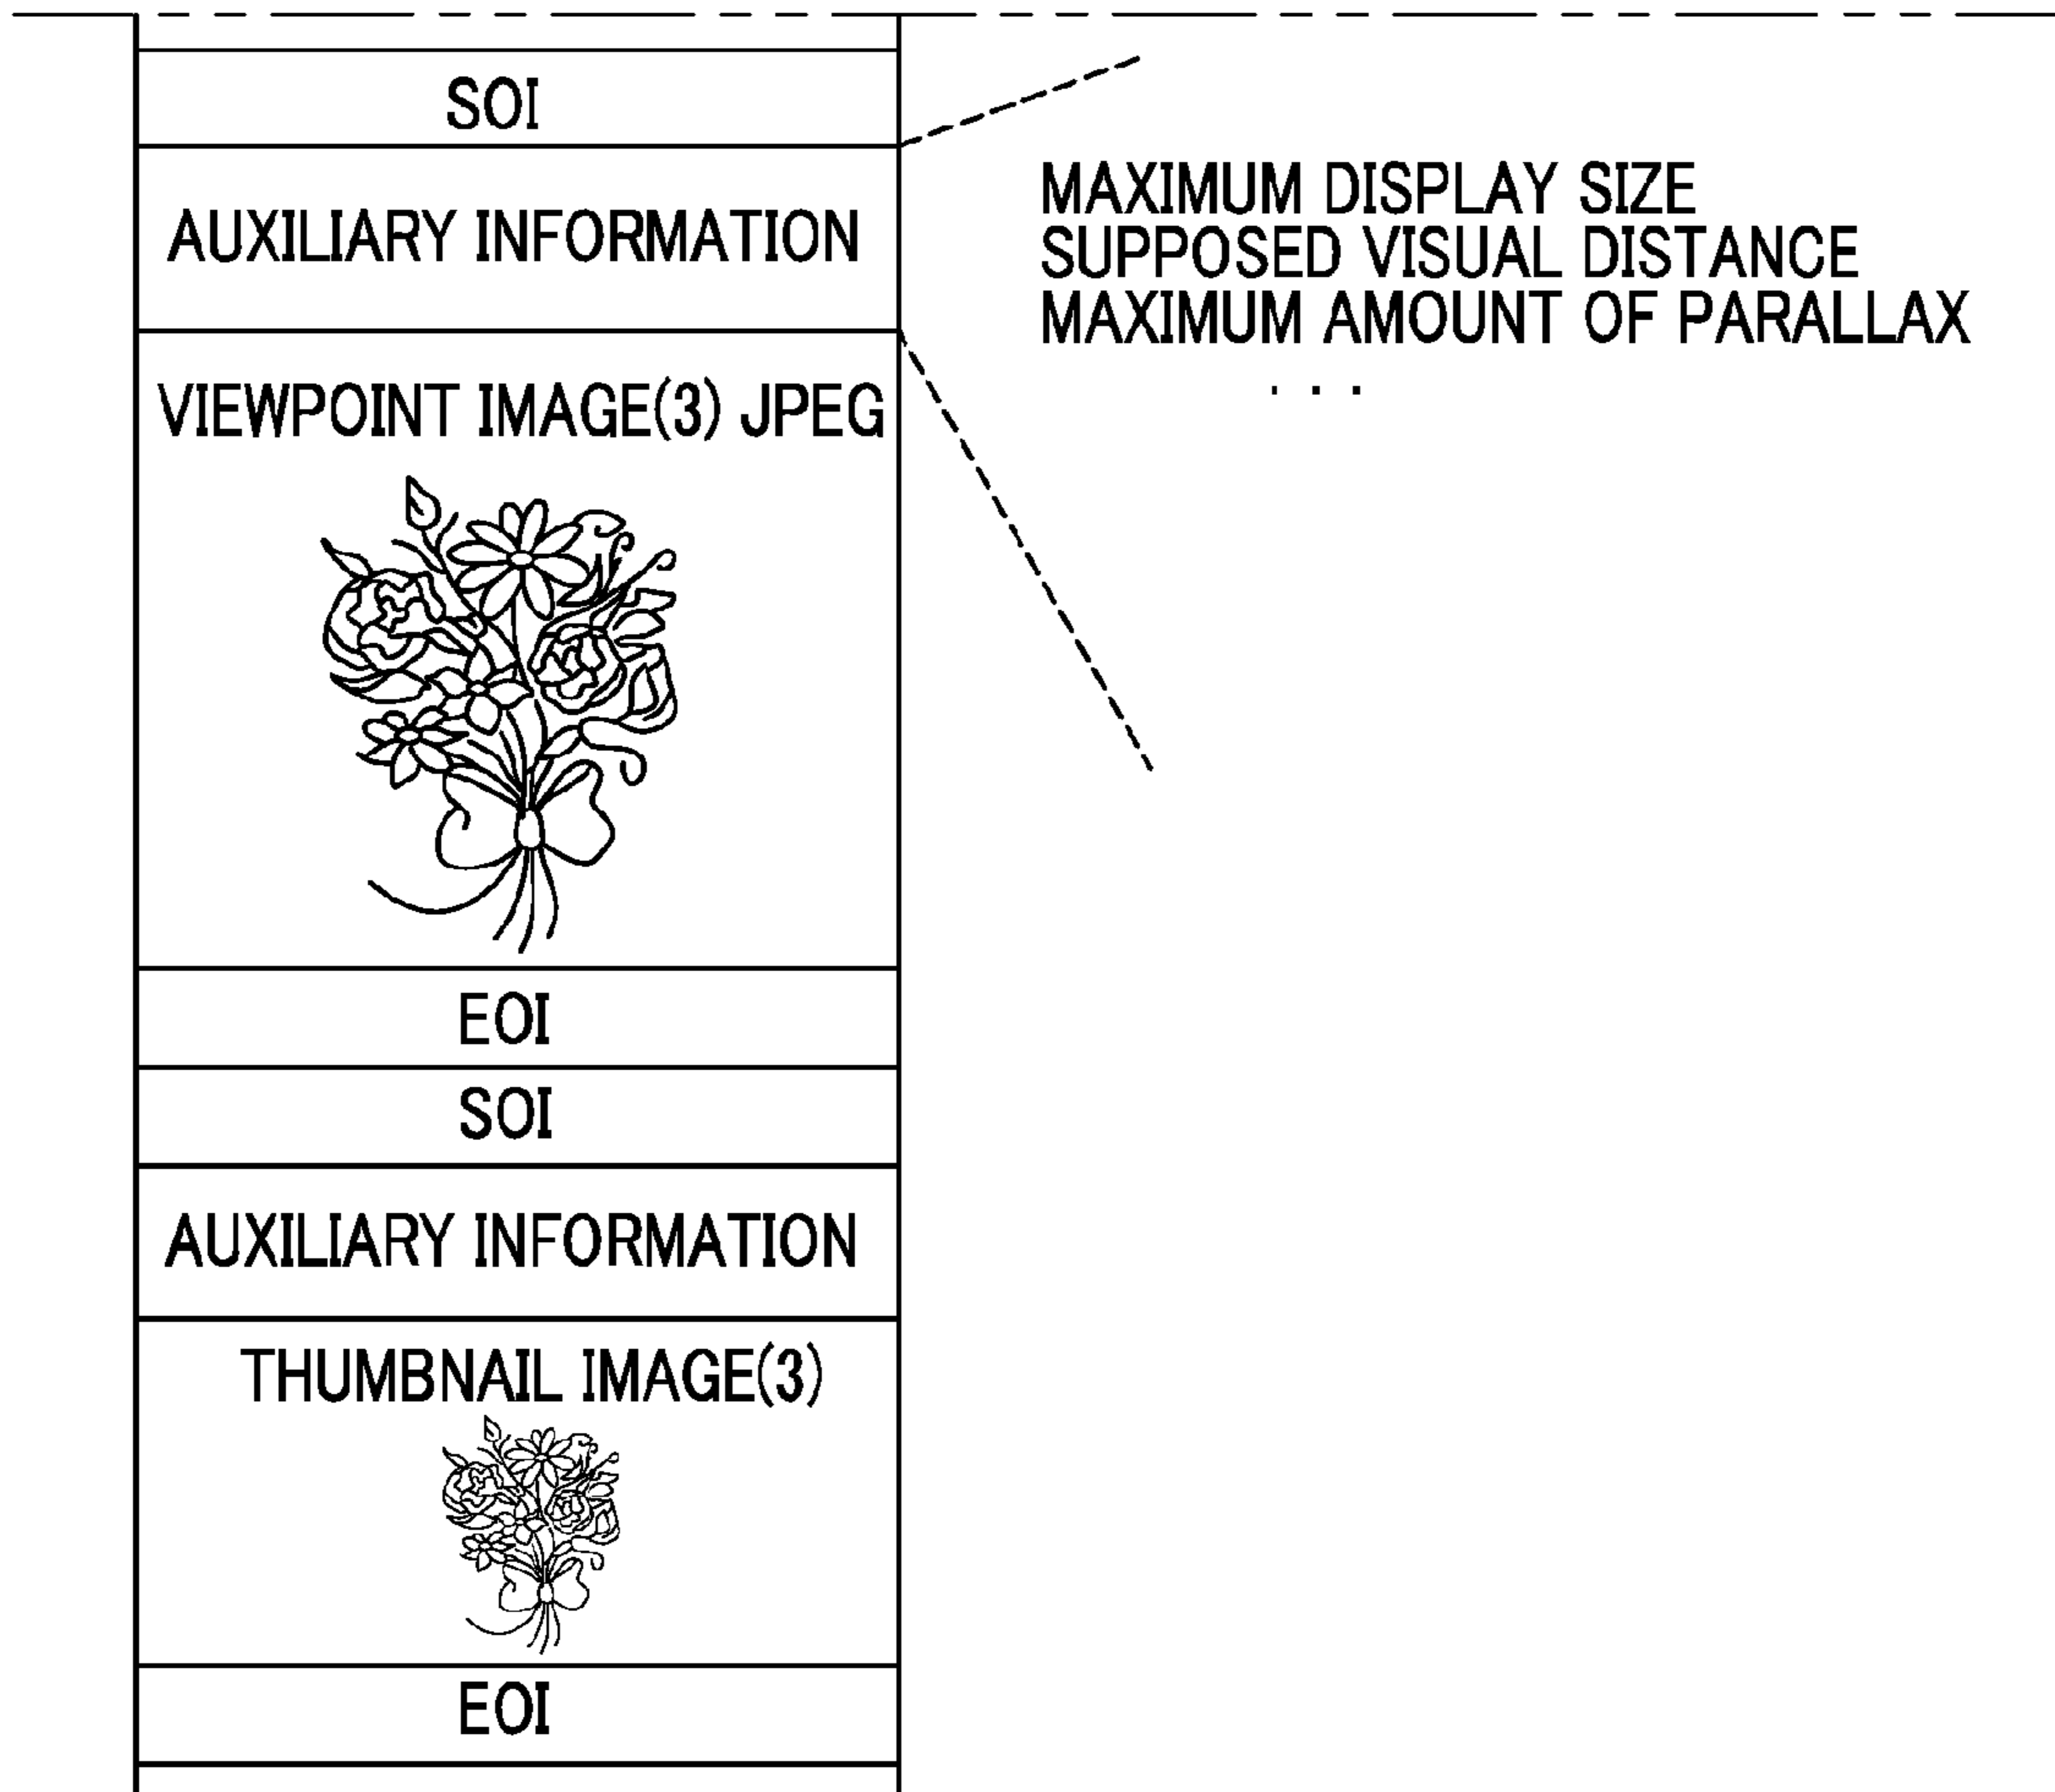 SOI
AUXILIARY INFORMATION
MAXIMUM DISPLAY SIZE
SUPPOSED VISUAL DISTANCE
MAXIMUM AMOUNT OF PARALLAX
. . .
VIEWPOINT IMAGE(3) JPEG
EOI
SOI
AUXILIARY INFORMATION
THUMBNAIL IMAGE(3)
EOI